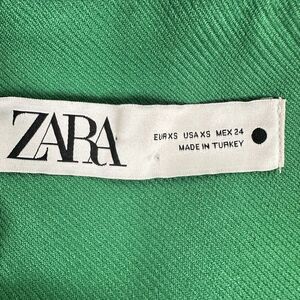 ZARA
EUR XS USA XS MEX 24
MADE IN TURKEY